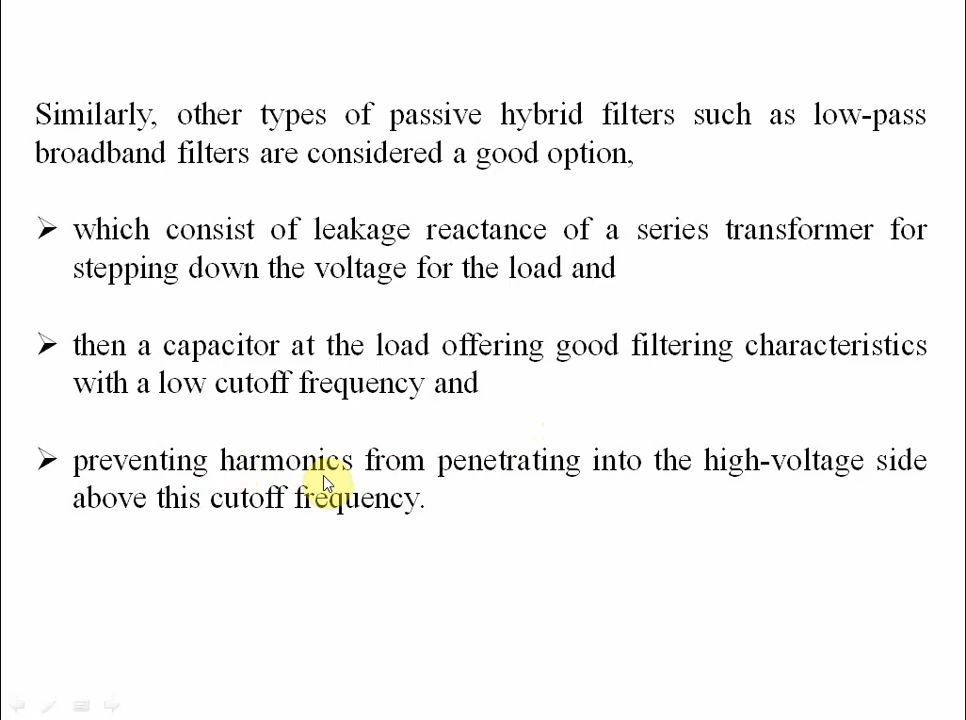 Similarly, other types of passive hybrid filters such as low-pass
broadband filters are considered a good option,
➢ which consist of leakage reactance of a series transformer for
stepping down the voltage for the load and
➢ then a capacitor at the load offering good filtering characteristics
with a low cutoff frequency and
➢ preventing harmonics from penetrating into the high-voltage side
above this cutoff frequency.